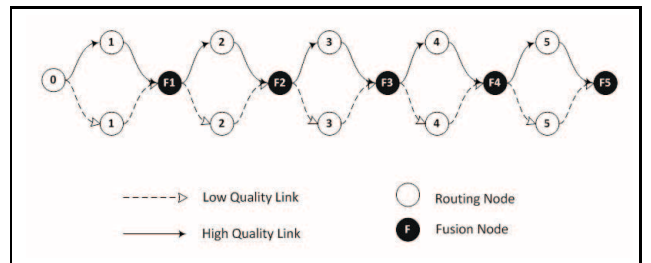 1 2 3 4 5
0 F1 F2 F3 F4 F5
1 2 3 4 5
Low Quality Link
Routing Node
High Quality Link
F Fusion Node